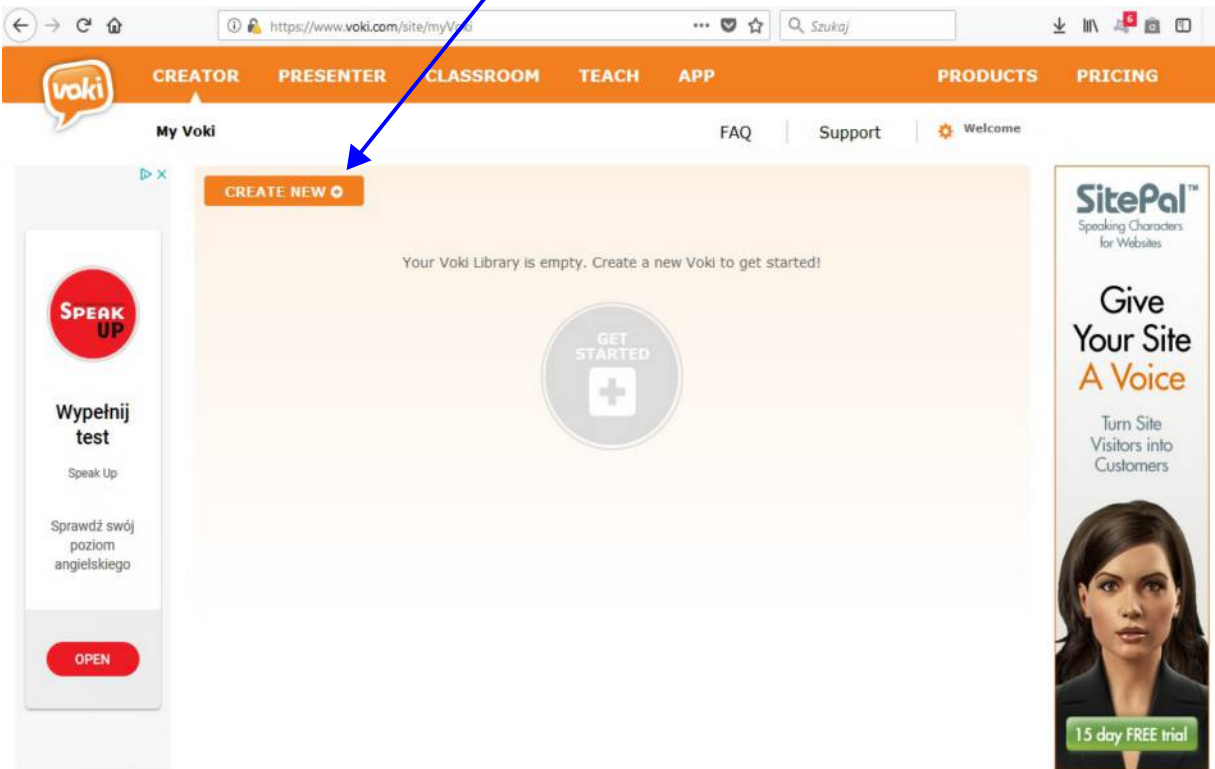 https://www.voki.com/site/myVoki
Szukaj
6
voki
CREATOR PRESENTER CLASSROOM TEACH APP PRODUCTS PRICING
My Voki FAQ Support Welcome
CREATE NEW
Your Voki Library is empty. Create a new Voki to get started!
GET
STARTED
SPEAK
UP
Wypełnij
test
Speak Up
Sprawdź swój
poziom
angielskiego
OPEN
SitePal™
Speaking Characters
for Websites
Give
Your Site
A Voice
Turn Site
Visitors into
Customers
15 day FREE trial